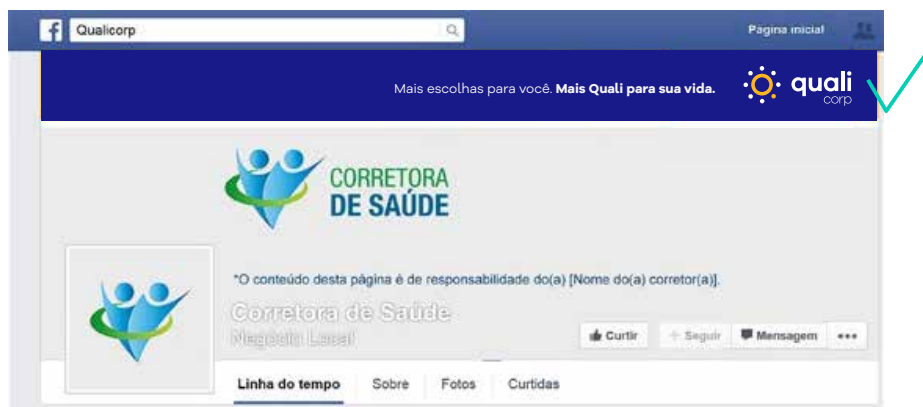 f Qualicorp
Página inicial
Mais escolhas para você. Mais Quali para sua vida.
quali
corp
CORRETORA
DE SAÚDE
*O conteúdo desta página é de responsabilidade do(a) [Nome do(a) corretor(a)].
Corretora de Saúde
Negócio Local
Curtir + Seguir Mensagem
Linha do tempo Sobre Fotos Curtidas